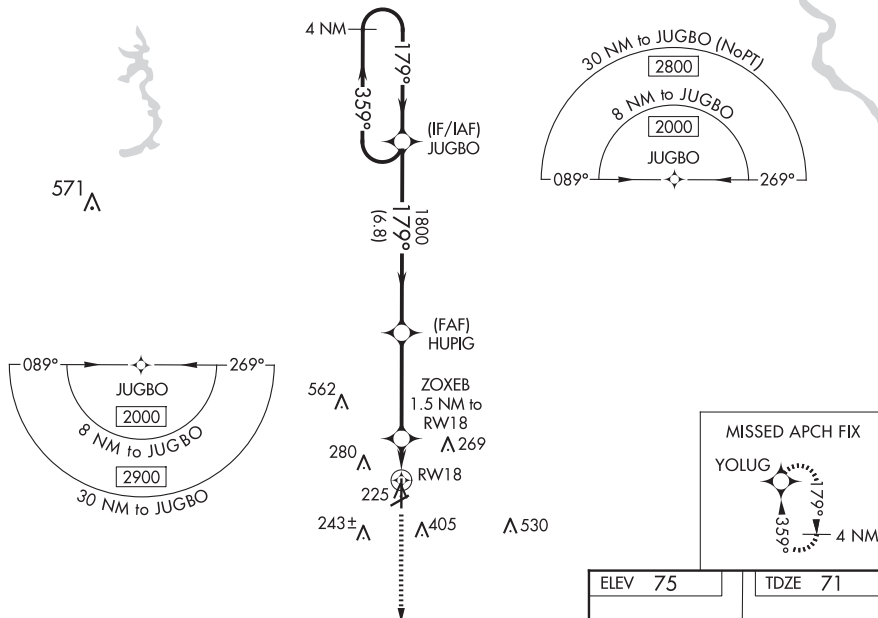 4 NM
179°
359°
(IF/IAF)
JUGBO
30 NM to JUGBO (NoPT)
2800
8 NM to JUGBO
2000
JUGBO
089°
269°
571
1800
179°
(6.8)
(FAF)
HUPIG
089°
269°
JUGBO
2000
8 NM to JUGBO
2900
30 NM to JUGBO
562
ZOXEB
1.5 NM to
RW18
269
280
RW18
225
243±
405
530
MISSED APCH FIX
YOLUG
179°
359°
4 NM
ELEV 75
TDZE 71